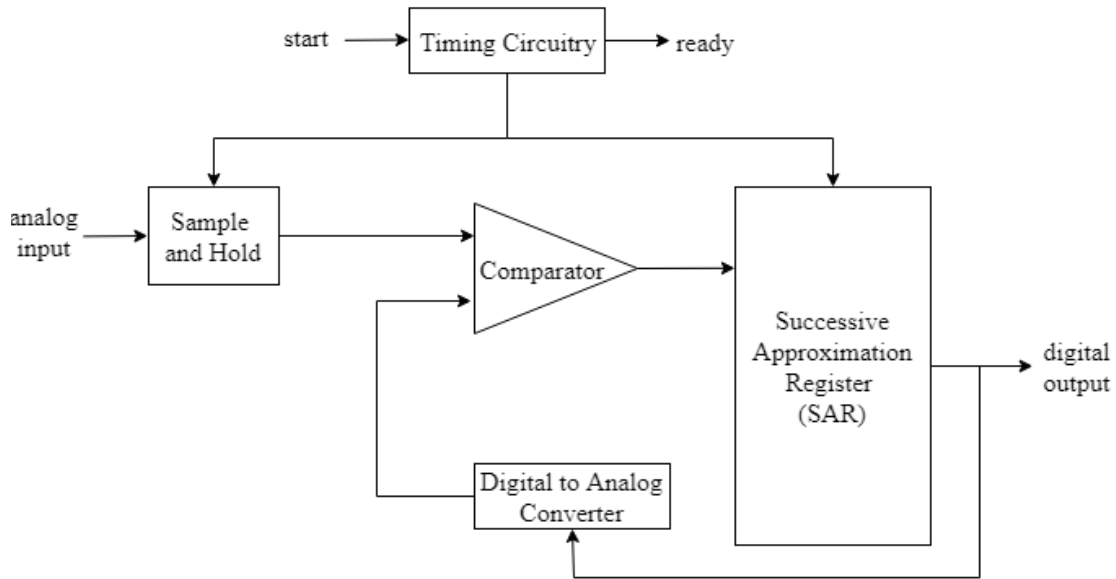 start
Timing Circuitry
ready
analog
input
Sample
and Hold
Comparator
Successive
Approximation
Register
(SAR)
digital
output
Digital to Analog
Converter